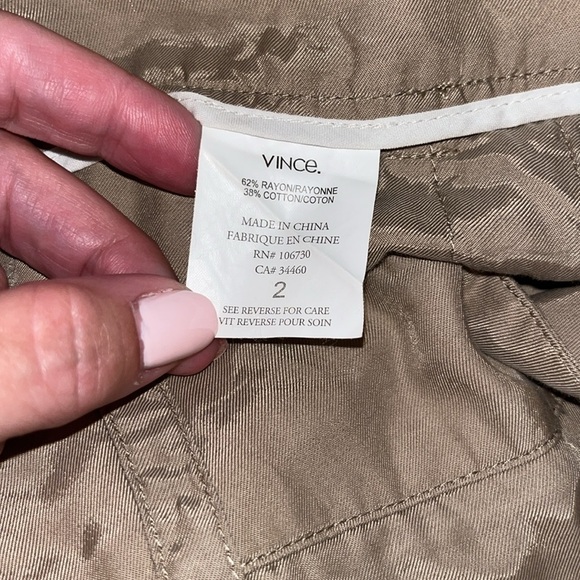 VINCE.
62% RAYON/RAYONNE
38% COTTON/COTON
MADE IN CHINA
FABRIQUE EN CHINE
RN# 106730
CA# 34460
2
SEE REVERSE FOR CARE
VIT REVERSE POUR SOIN